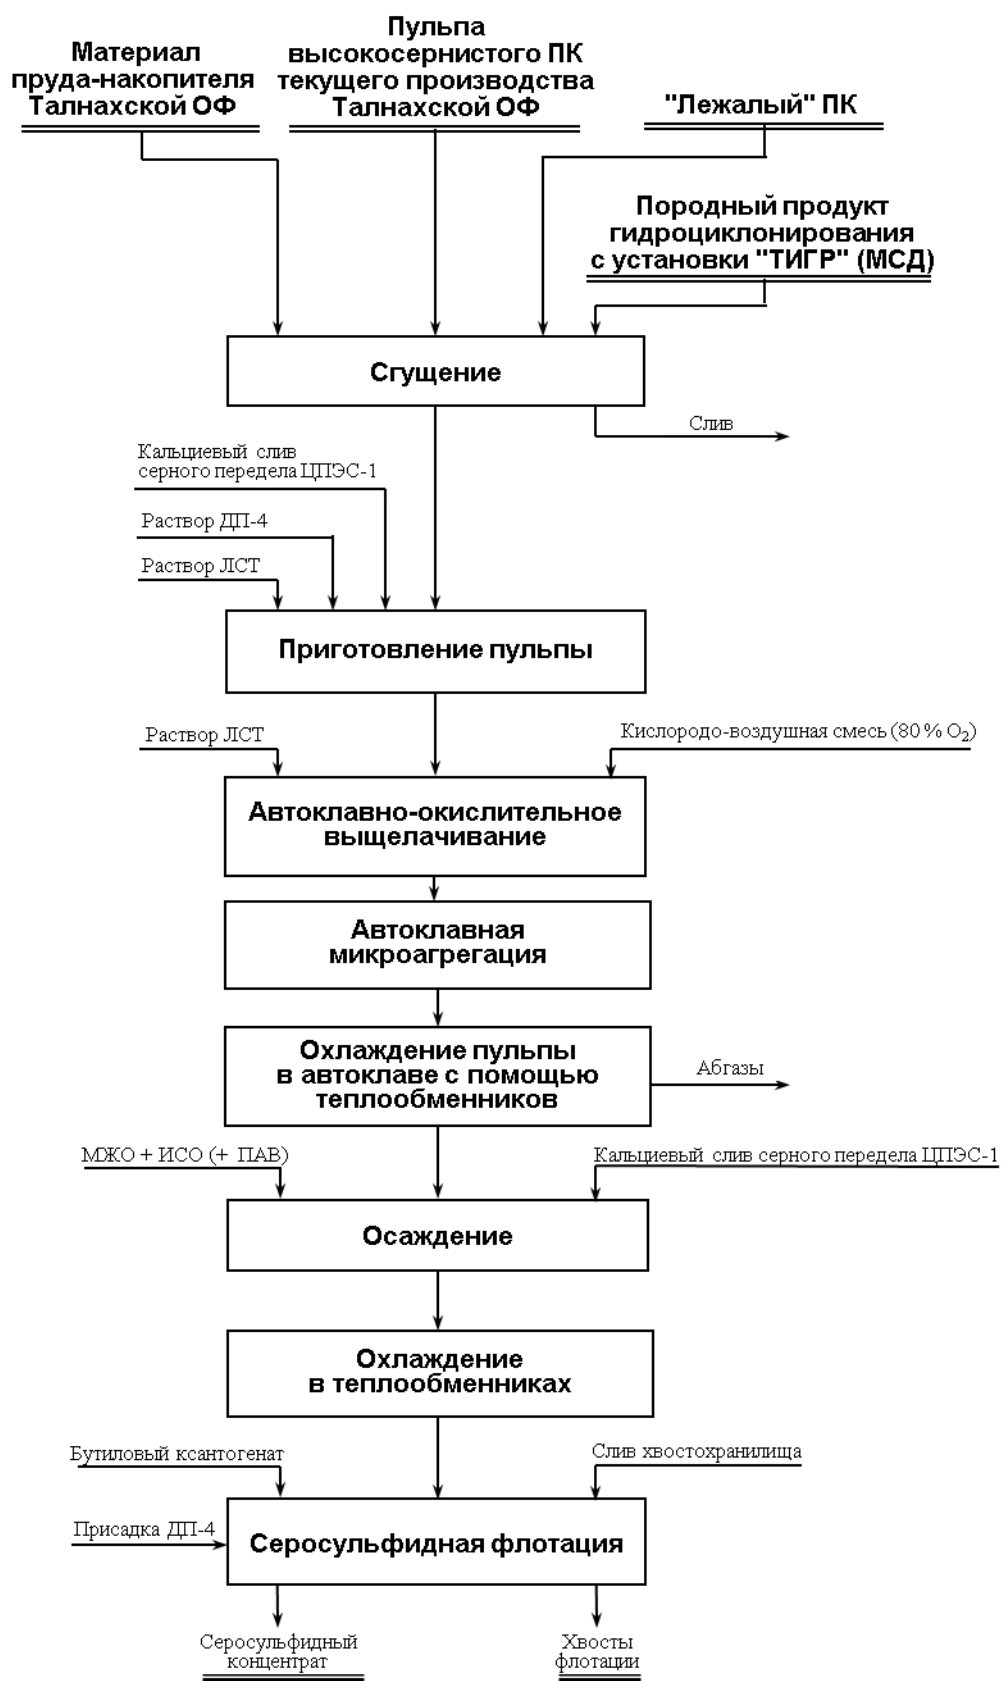 Материал
пруда-накопителя
Талнахской ОФ
Пульпа
высокосернистого ПК
текущего производства
Талнахской ОФ
"Лежалый" ПК
Породный продукт
гидроциклонирования
с установки "ТИГР" (МСД)
Сгущение
Слив
Кальциевый слив
серного передела ЦПЭС-1
Раствор ДП-4
Раствор ЛСТ
Приготовление пульпы
Раствор ЛСТ
Кислородо-воздушная смесь (80 % O₂)
Автоклавно-окислительное
выщелачивание
Автоклавная
микроагрегация
Охлаждение пульпы
в автоклаве с помощью
теплообменников
Абгазы
МЖО + ИСО (+ ПАВ)
Кальциевый слив серного передела ЦПЭС-1
Осаждение
Охлаждение
в теплообменниках
Бутиловый ксантогенат
Слив хвостохранилища
Присадка ДП-4
Серосульфидная флотация
Серосульфидный
концентрат
Хвосты
флотации